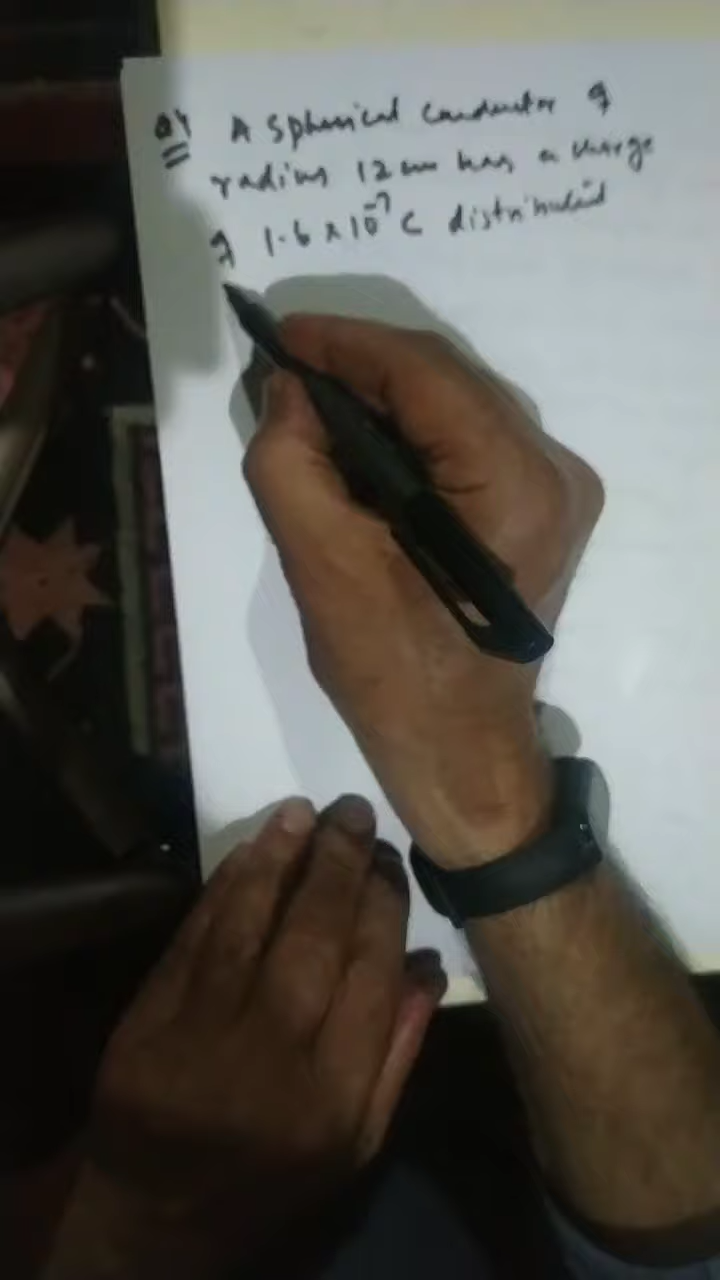 Q4 A Spherical Conductor of
radius 12 cm has a charge
of 1.6 x 10⁻⁷ C distributed